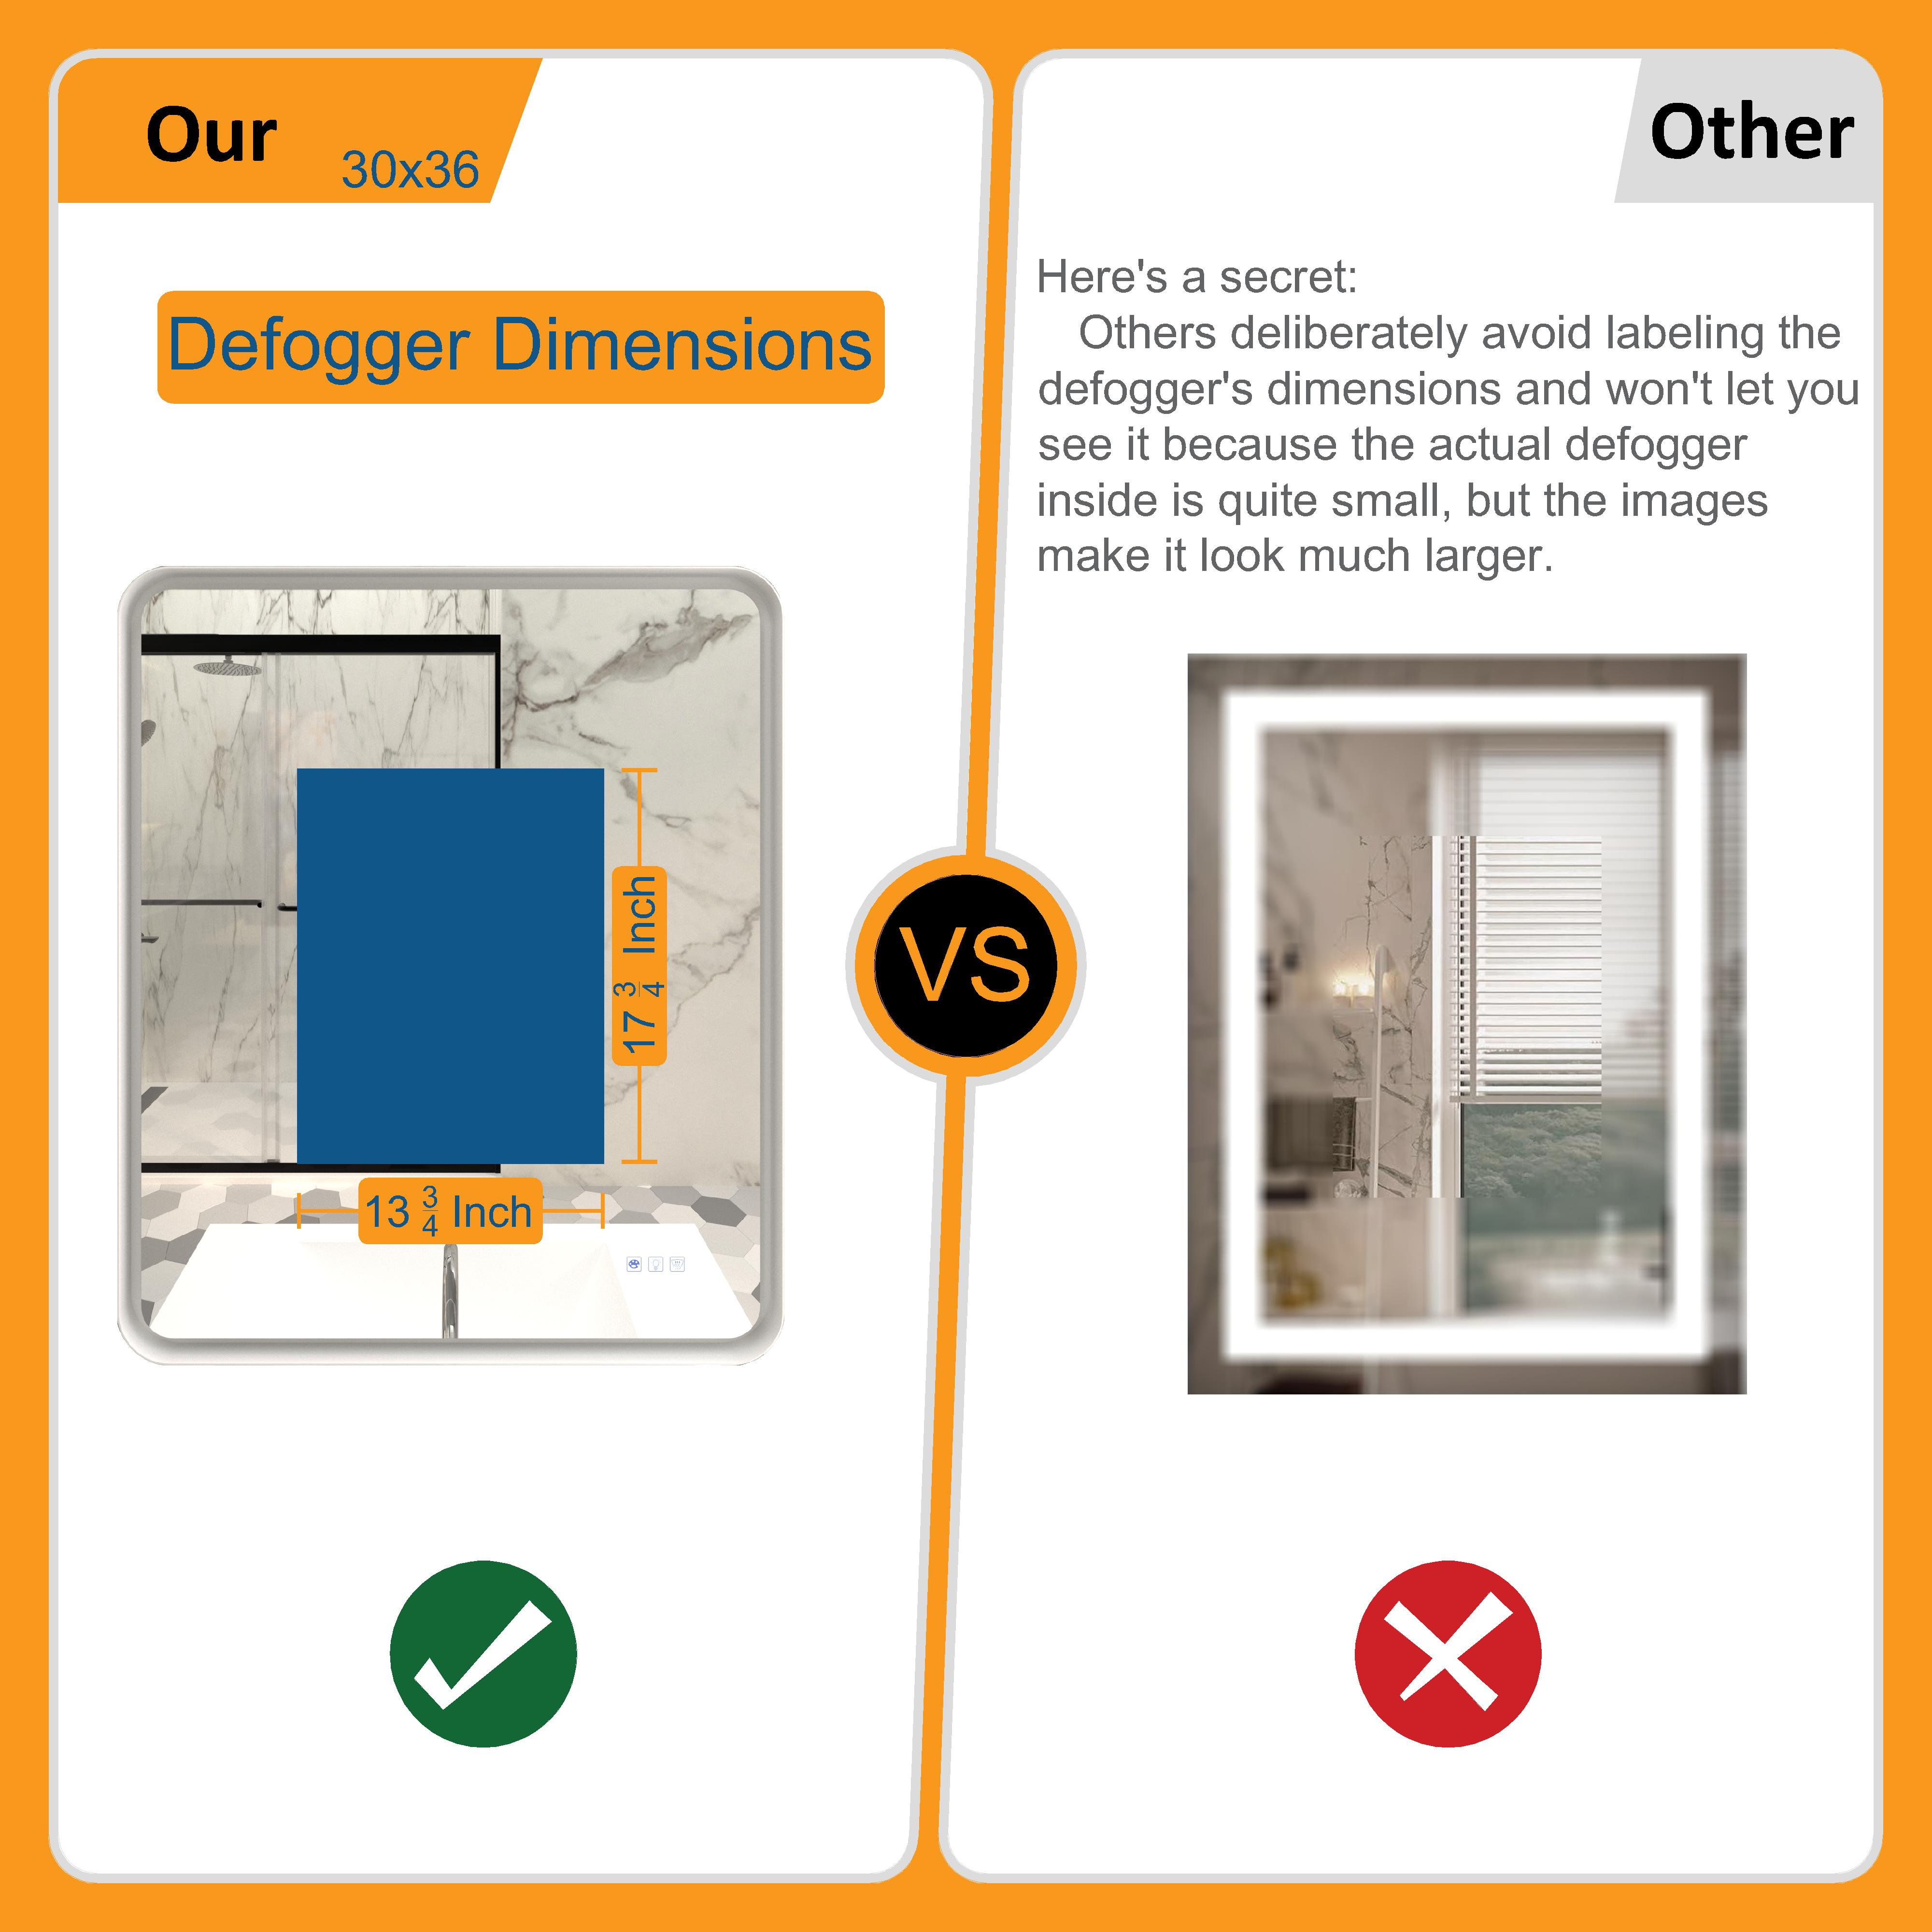 Our
30x36
Defogger Dimensions
17 3/4 Inch
13 3/4 Inch
VS
Other
Here's a secret:
Others deliberately avoid labeling the
defogger's dimensions and won't let you
see it because the actual defogger
inside is quite small, but the images
make it look much larger.